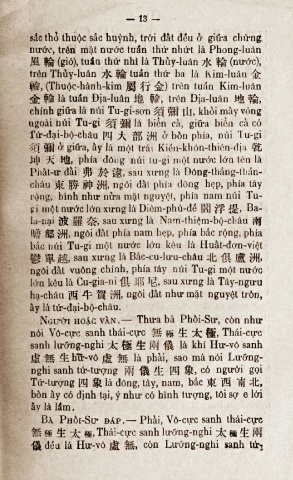 — 13 —
sắc thổ thuộc sắc huỳnh, trời đất đều ở giữa chừng
nước, trên mặt nước tuần thứ nhứt là Phong-luân
風輪 (gió), tuần thứ nhì là Thủy-luân 水輪 (nước),
trên Thủy-luân 水輪 tuần thứ ba là Kim-luân 金
輪, (Thuộc-hành-kim 屬行金) trên tuần Kim-luân
金輪 là tuần Địa-luân 地輪, trên Địa-luân 地輪,
chính giữa là núi Tu-gi-sơn 須彌山, khỏi mấy vòng
ngoài núi Tu-gi 須彌 là biển cả, giữa biển cả có
Tứ-đại-bộ-châu 四大部洲 ở bốn phía, núi Tu-gi
須彌 ở giữa, ấy là một trái Kiền-khôn-thiên-địa 乾
坤天地, phía đông núi tu-gi một nước lớn tên là
Phất-ư đãi 弗於逮, sau xưng là Đông-thắng-thần-
châu 東勝神洲, ngôi đất phía đông hẹp, phía tây
rộng, hình như nửa mặt nguyệt, phía nam núi Tu-
gi một nước lớn xưng là Diêm-phù-đề 閻浮提, Ba-
la-nại 波羅奈, sau xưng là Nam-thiệm-bộ-châu 南
贍部洲, ngôi đất phía nam hẹp, phía bắc rộng, phía
bắc núi Tu-gi một nước lớn kêu là Huất-đơn-việt
鬱單越, sau xưng là Bắc-cu-lưu-châu 北俱盧洲,
ngôi đất vuông chính, phía tây núi Tu-gi một nước
lớn kêu là Cu-gia-ni 俱耶尼, sau xưng là Tây-ngưu
hạ-châu 西牛賀洲, ngôi đất như mặt nguyệt tròn,
ấy là tứ-đại-bộ-châu.
NGƯỜI HOẶC VẤN. — Thưa bà Phôi-Sư, còn như
nói Vô-cực sanh thái-cực 無極生太極, Thái-cực
sanh lưỡng-nghi 太極生兩儀 là khí Hư-vô sanh
虛無生hư-vô 虛無 là phải, sao mà nói Lưỡng-
nghi sanh tứ-tượng 兩儀生四象, có người gọi
Tứ-tượng 四象 là đông, tây, nam, bắc 東西南北,
bốn ấy có định tại, ý như có hình tượng, tôi sợ e lời
ấy là lầm.
BÀ PHÔI-SƯ ĐÁP. — Phải, Vô-cực sanh thái-cực
無極生太極, Thái-cực sanh lưỡng-nghi 太極生兩
儀 đều là Hư-vô 虛無, còn Lưỡng-nghi sanh tứ-